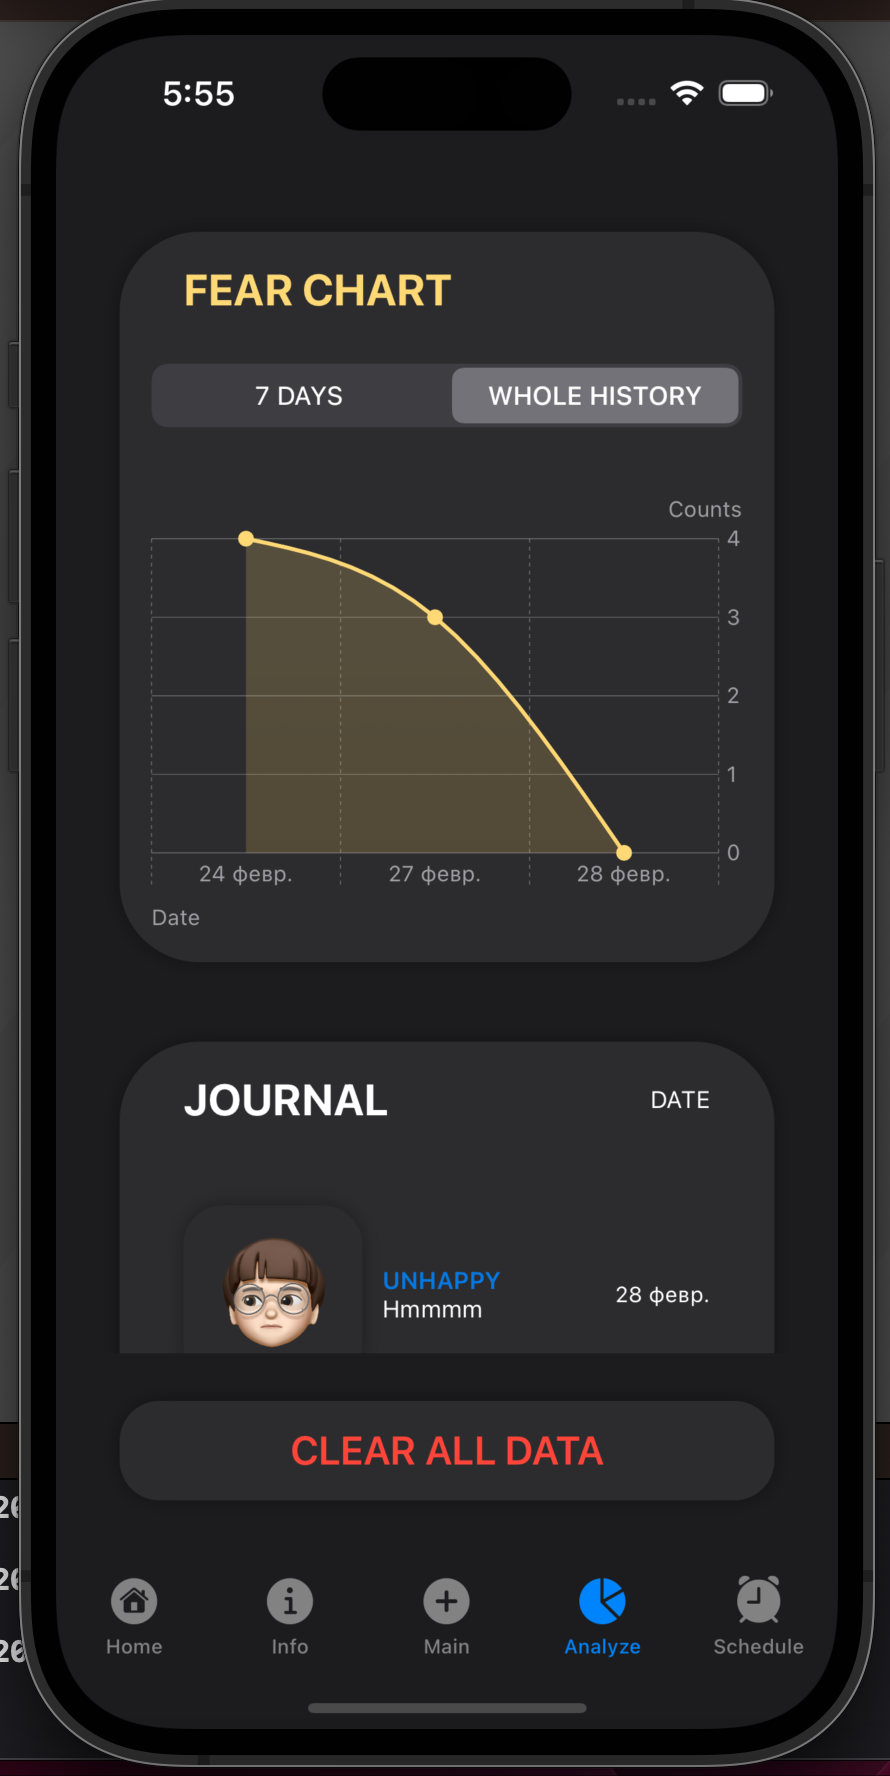 5:55
FEAR CHART
7 DAYS
WHOLE HISTORY
Counts
4
3
2
1
0
24 февр.
27 февр.
28 февр.
Date
JOURNAL
DATE
UNHAPPY
Hmmmm
28 февр.
CLEAR ALL DATA
Home
Info
Main
Analyze
Schedule